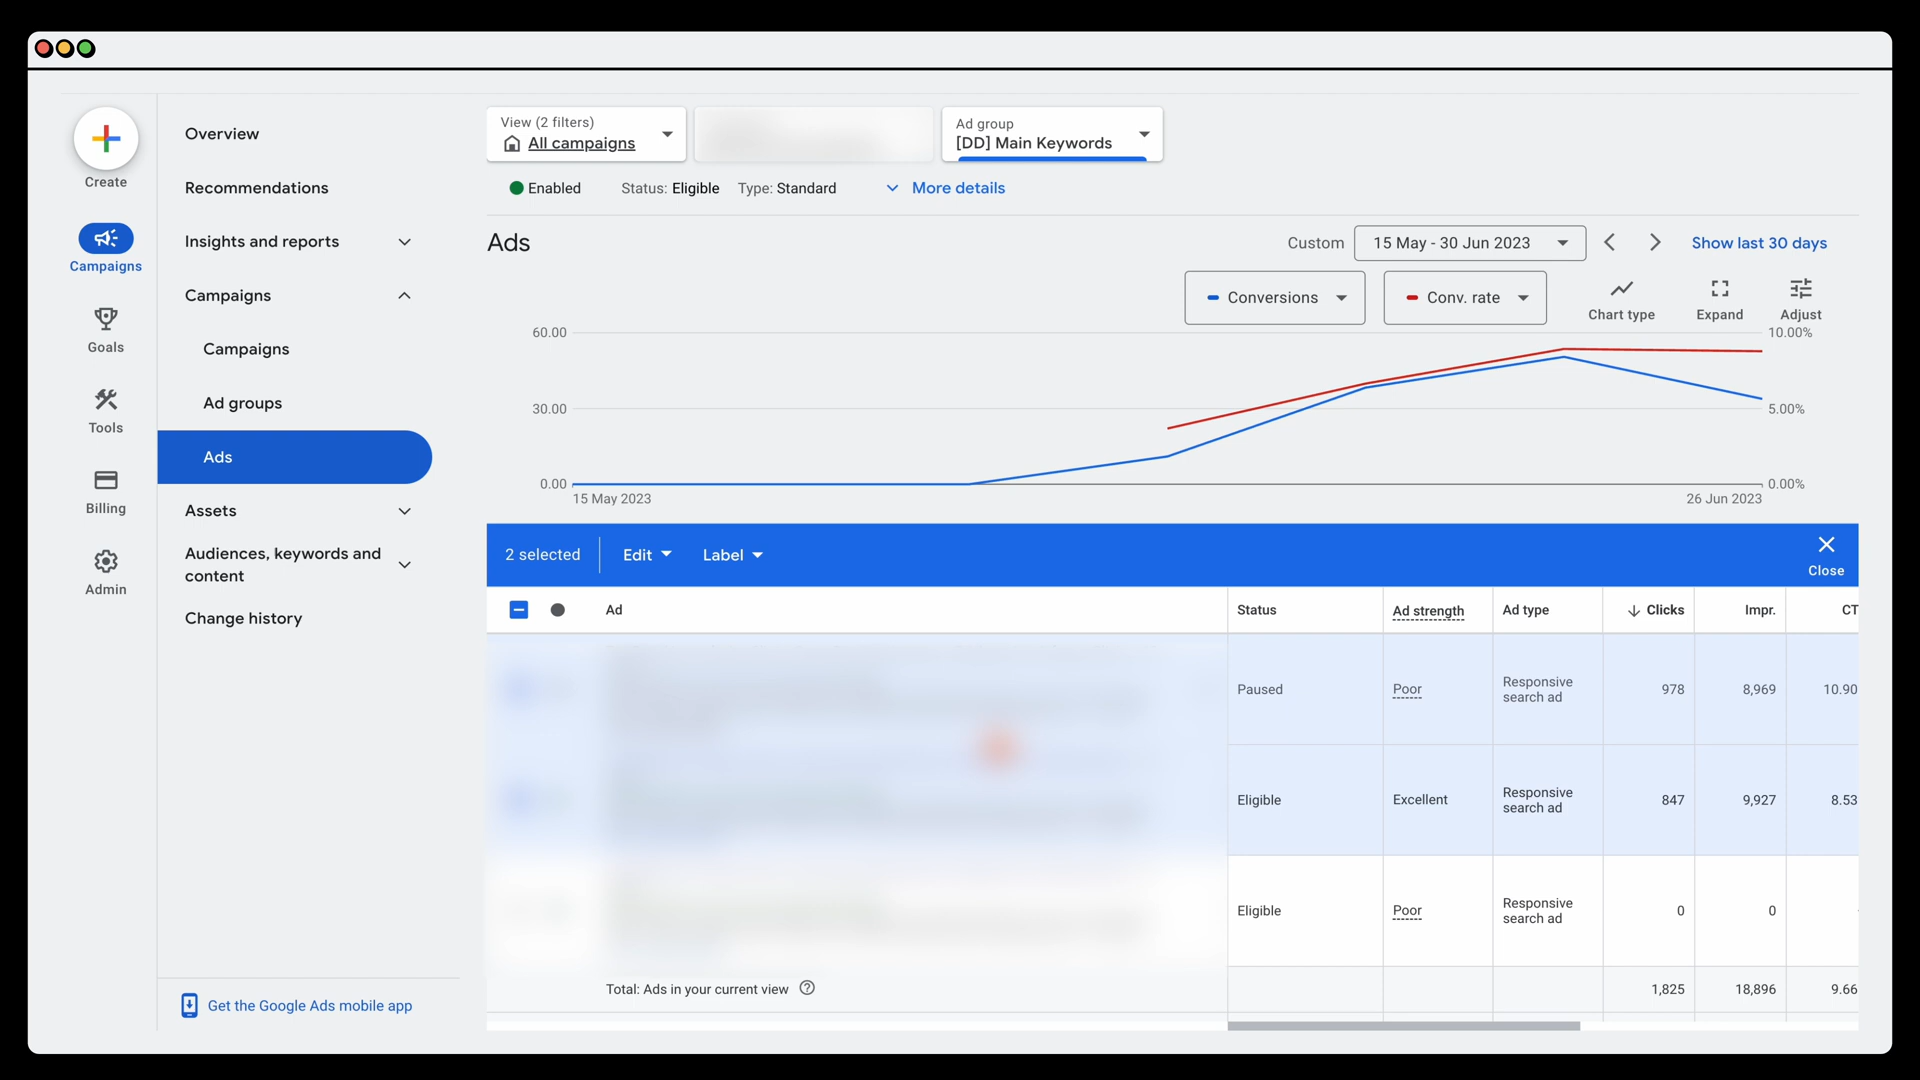 Create
Campaigns
Goals
Tools
Billing
Admin
Overview
Recommendations
Insights and reports
Campaigns
Campaigns
Ad groups
Ads
Assets
Audiences, keywords and
content
Change history
Get the Google Ads mobile app
View (2 filters)
All campaigns
Ad group
[DD] Main Keywords
Enabled Status: Eligible Type: Standard More details
Ads
Custom 15 May - 30 Jun 2023 Show last 30 days
Conversions Conv. rate Chart type Expand Adjust
60.00 10.00%
30.00 5.00%
0.00 0.00%
15 May 2023 26 Jun 2023
2 selected Edit Label Close
Ad Status Ad strength Ad type Clicks Impr. CT
Paused Poor Responsive
search ad 978 8,969 10.90
Eligible Excellent Responsive
search ad 847 9,927 8.53
Eligible Poor Responsive
search ad 0 0
Total: Ads in your current view 1,825 18,896 9.66